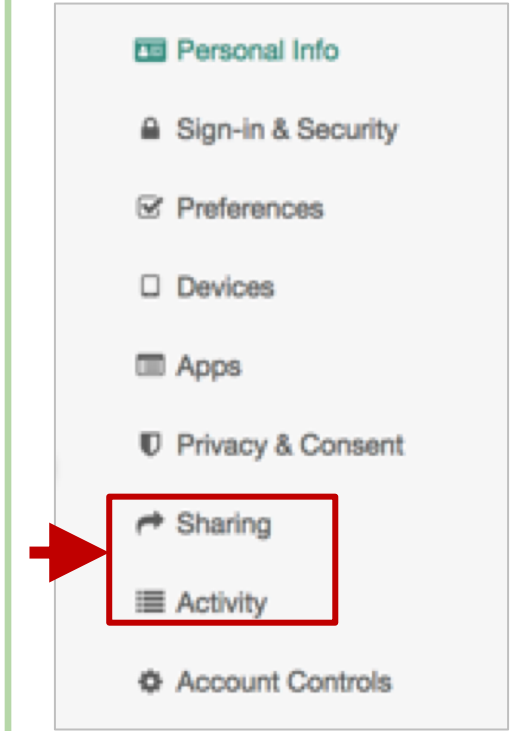 Personal Info
Sign-in & Security
Preferences
Devices
Apps
Privacy & Consent
Sharing
Activity
Account Controls